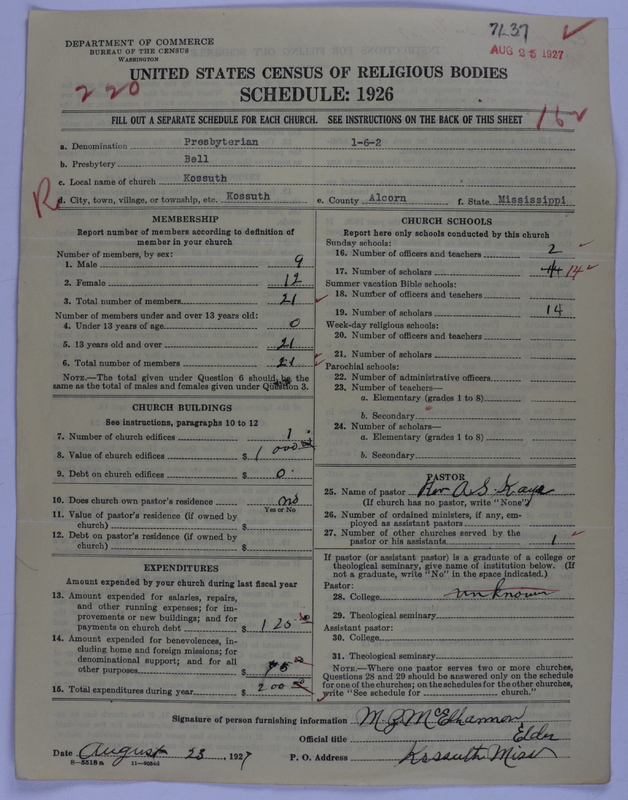 DEPARTMENT OF COMMERCE
BUREAU OF THE CENSUS
WASHINGTON
7L37
AUG 25 1927
UNITED STATES CENSUS OF RELIGIOUS BODIES
220
SCHEDULE: 1926
FILL OUT A SEPARATE SCHEDULE FOR EACH CHURCH. SEE INSTRUCTIONS ON THE BACK OF THIS SHEET
16
a. Denomination Presbyterian 1-6-2
b. Presbytery Bell
c. Local name of church Kossuth
R
d. City, town, village, or township, etc. Kossuth e. County Alcorn f. State Mississippi
MEMBERSHIP
Report number of members according to definition of
member in your church
Number of members, by sex:
1. Male 9
2. Female 12
3. Total number of members 21
Number of members under and over 13 years old:
4. Under 13 years of age 0
5. 13 years old and over 21
6. Total number of members 21
NOTE.—The total given under Question 6 should be the
same as the total of males and females given under Question 3.
CHURCH BUILDINGS
See instructions, paragraphs 10 to 12
7. Number of church edifices 1
8. Value of church edifices $ 1000.00
9. Debt on church edifices $ 0
10. Does church own pastor's residence no
Yes or No
11. Value of pastor's residence (if owned by
church) $
12. Debt on pastor's residence (if owned by
church) $
EXPENDITURES
Amount expended by your church during last fiscal year
13. Amount expended for salaries, repairs,
and other running expenses; for im-
provements or new buildings; and for
payments on church debt $ 125
14. Amount expended for benevolences, in-
cluding home and foreign missions; for
denominational support; and for all
other purposes $ 75
15. Total expenditures during year $ 200
CHURCH SCHOOLS
Report here only schools conducted by this church
Sunday schools:
16. Number of officers and teachers 2
17. Number of scholars 14
Summer vacation Bible schools:
18. Number of officers and teachers
19. Number of scholars 14
Week-day religious schools:
20. Number of officers and teachers
21. Number of scholars
Parochial schools:
22. Number of administrative officers
23. Number of teachers—
a. Elementary (grades 1 to 8)
b. Secondary
24. Number of scholars—
a. Elementary (grades 1 to 8)
b. Secondary
PASTOR
25. Name of pastor Rev A.S. Kaye
(If church has no pastor, write "None")
26. Number of ordained ministers, if any, em-
ployed as assistant pastors
27. Number of other churches served by the
pastor or his assistants 1
If pastor (or assistant pastor) is a graduate of a college or
theological seminary, give name of institution below. (If
not a graduate, write "No" in the space indicated.)
Pastor:
28. College unknown
29. Theological seminary
Assistant pastor:
30. College
31. Theological seminary
NOTE.—Where one pastor serves two or more churches,
Questions 28 and 29 should be answered only on the schedule
for one of the churches; on the schedules for the other churches,
write "See schedule for church."
Signature of person furnishing information M. J. McElhannon
Official title Elder
Date August 23, 1927 P. O. Address Kossuth Miss
8-5518a 11-9034d